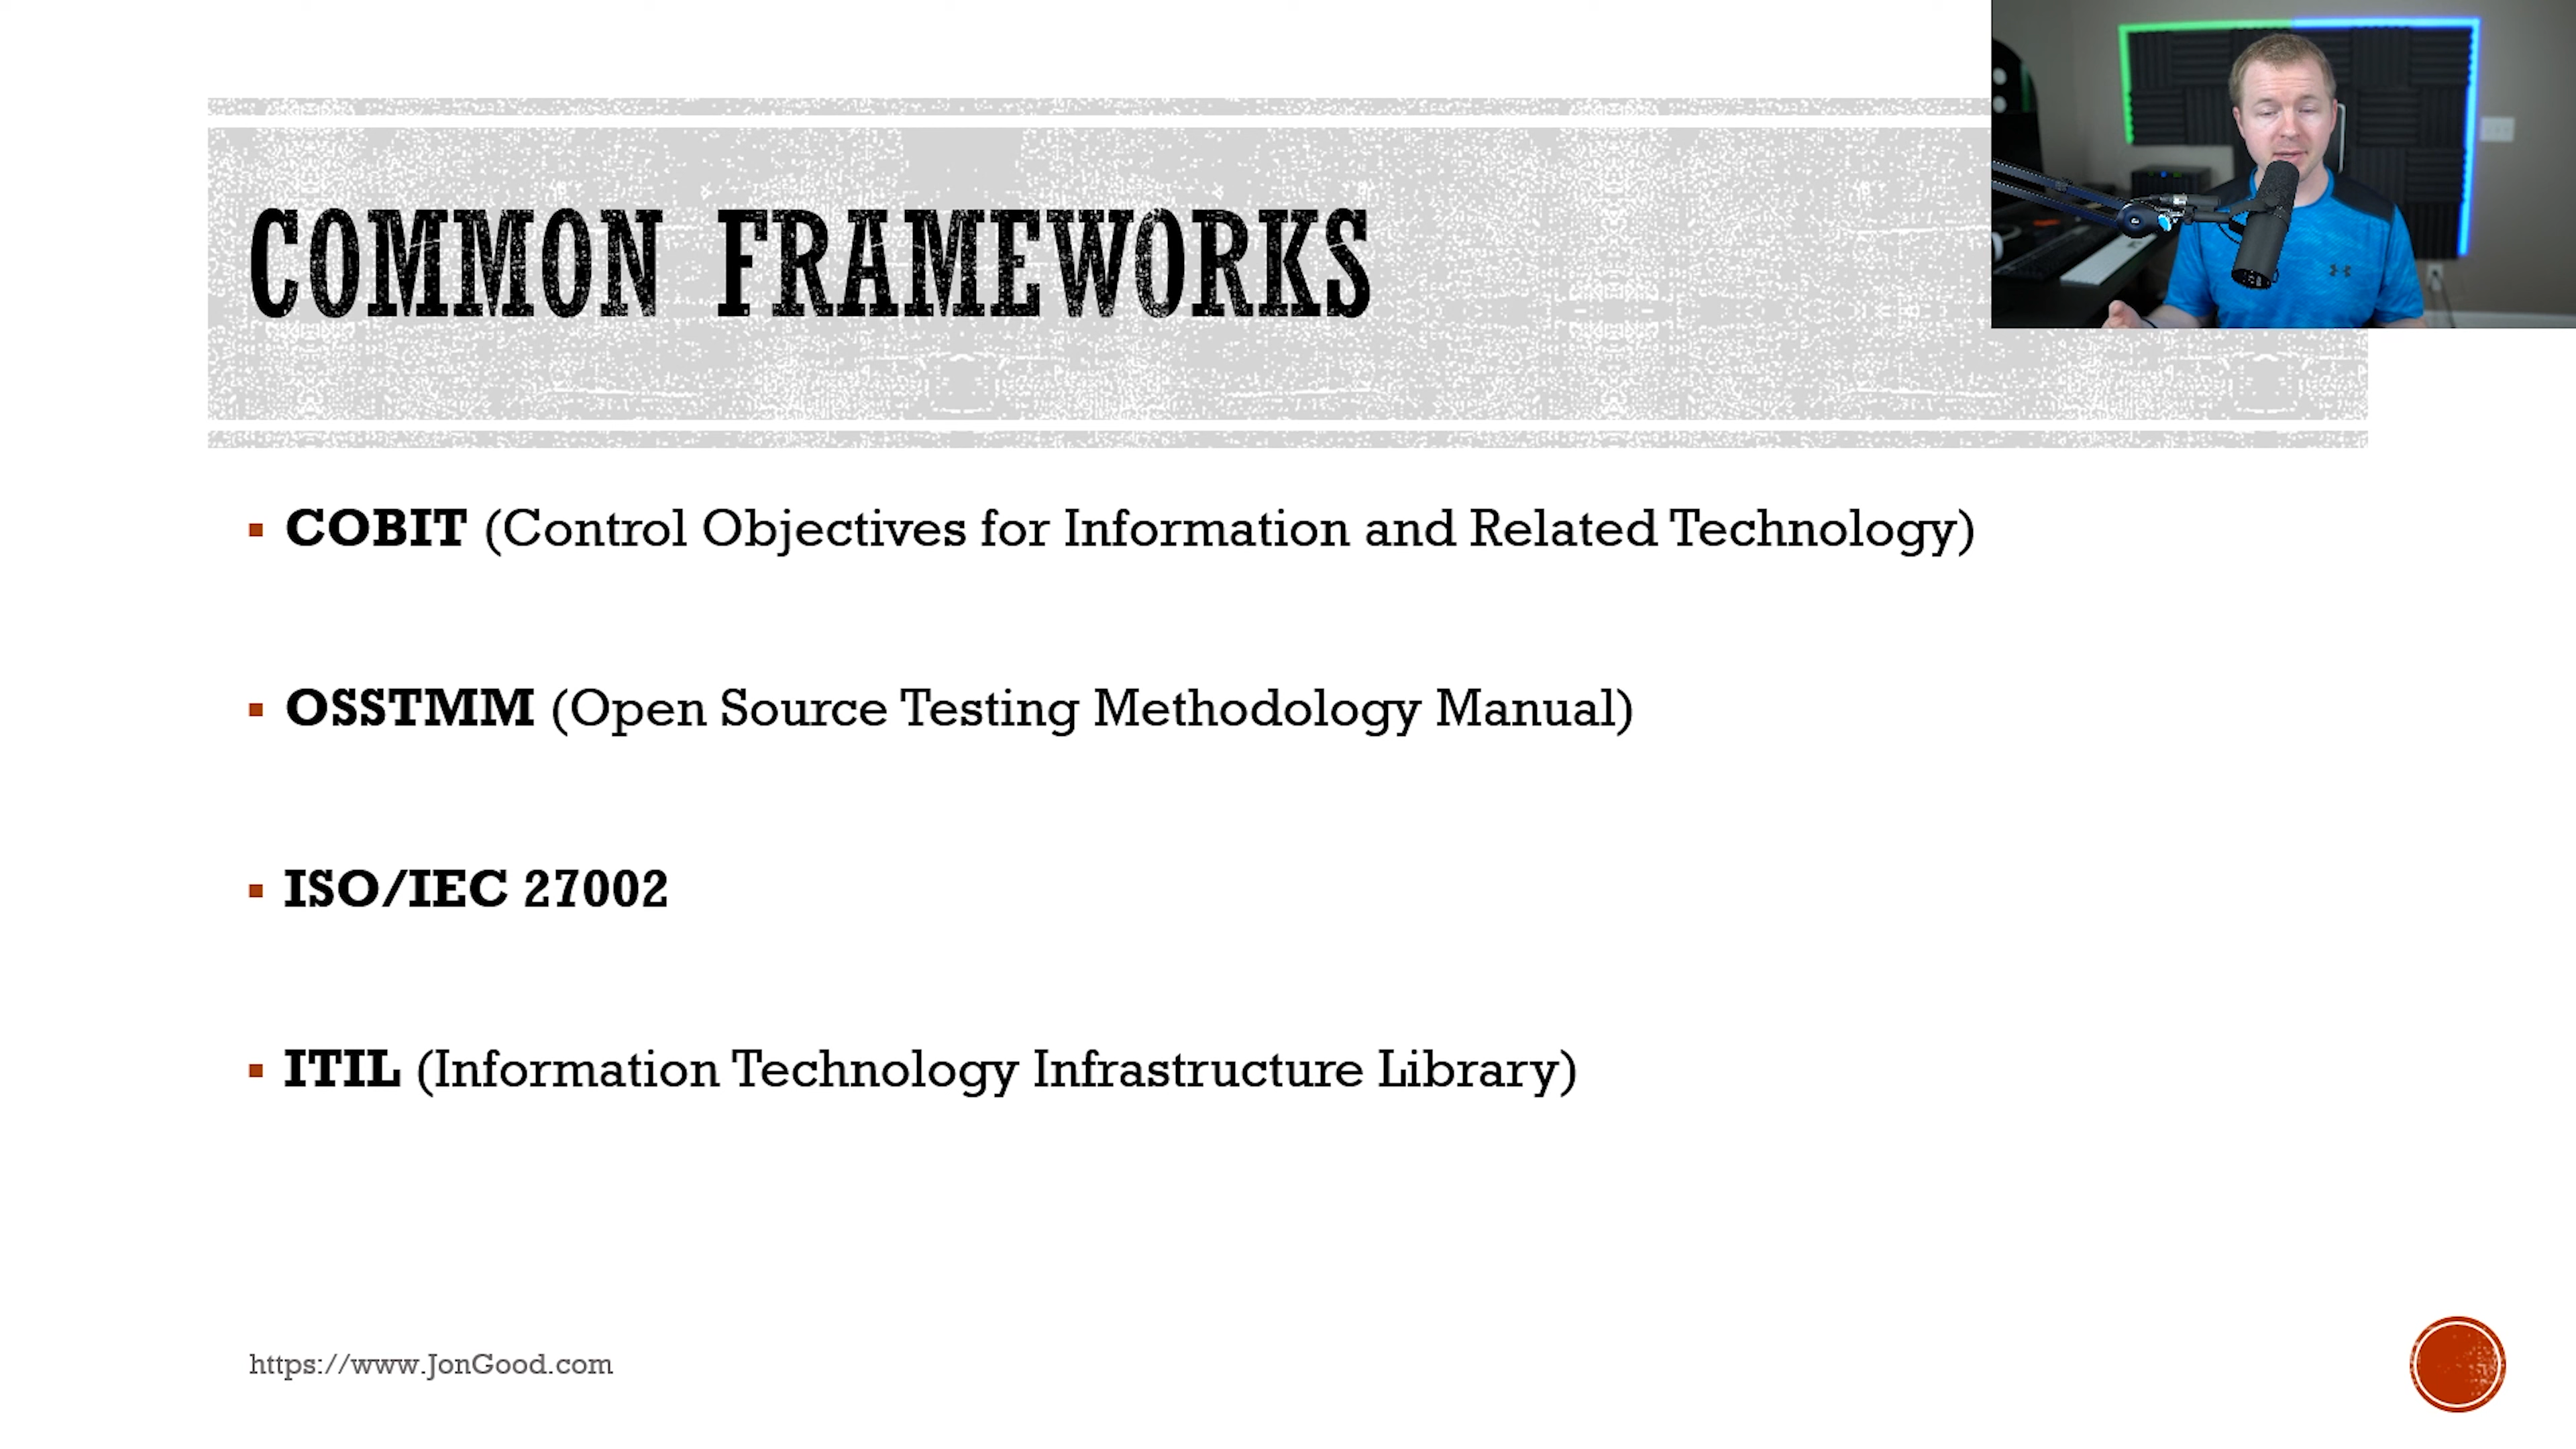 COMMON FRAMEWORKS
COBIT (Control Objectives for Information and Related Technology)
OSSTMM (Open Source Testing Methodology Manual)
ISO/IEC 27002
ITIL (Information Technology Infrastructure Library)
https://www.JonGood.com